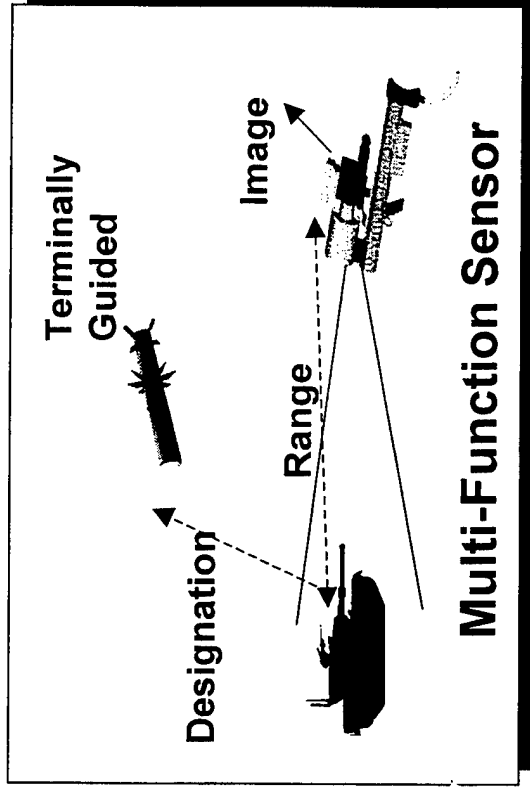 Terminally
Guided
Designation
Range
Image
Multi-Function Sensor